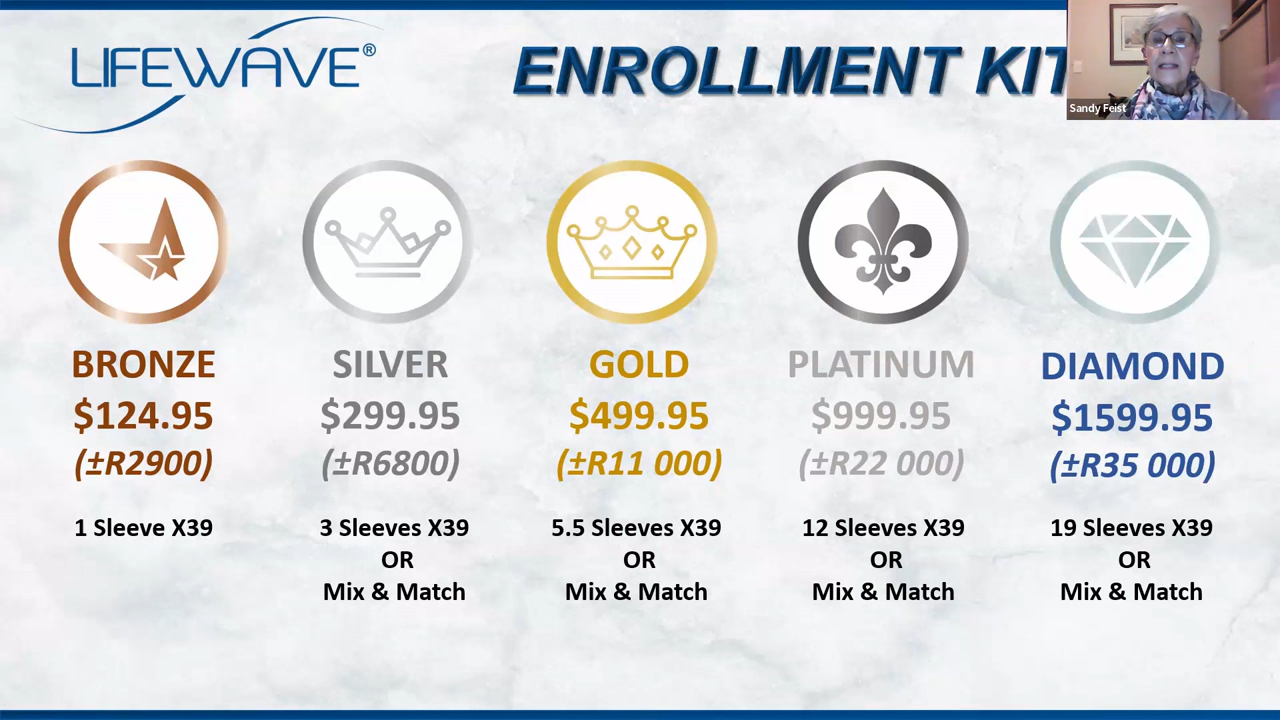 LIFEWAVE®
ENROLLMENT KIT
Sandy Feist
BRONZE
$124.95
(±R2900)
1 Sleeve X39
SILVER
$299.95
(±R6800)
3 Sleeves X39
OR
Mix & Match
GOLD
$499.95
(±R11 000)
5.5 Sleeves X39
OR
Mix & Match
PLATINUM
$999.95
(±R22 000)
12 Sleeves X39
OR
Mix & Match
DIAMOND
$1599.95
(±R35 000)
19 Sleeves X39
OR
Mix & Match